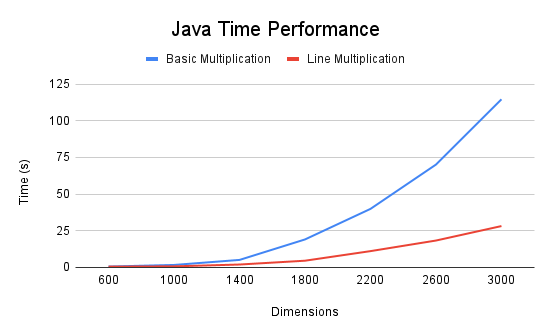 Java Time Performance
Basic Multiplication Line Multiplication
125
100
75
50
25
0
Time (s)
600 1000 1400 1800 2200 2600 3000
Dimensions